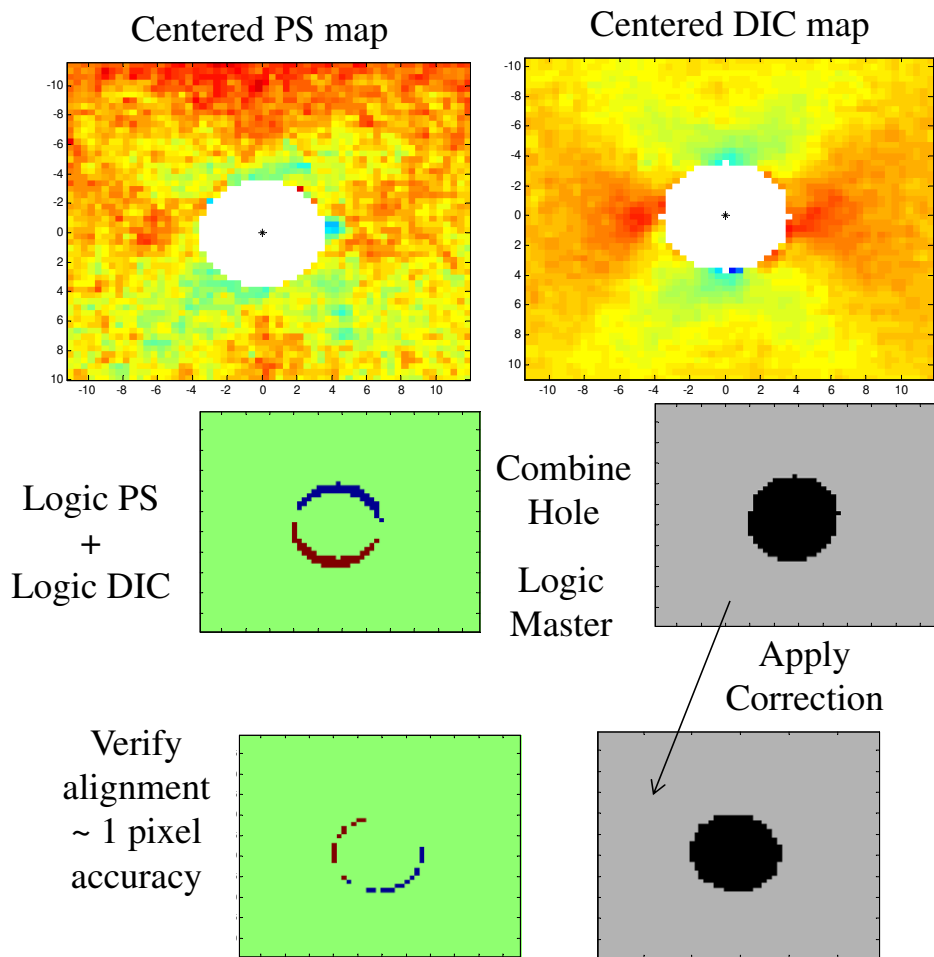 Centered PS map
Centered DIC map
-10
-8
-6
-4
-2
0
2
4
6
8
10
-10 -8 -6 -4 -2 0 2 4 6 8 10
-10
-8
-6
-4
-2
0
2
4
6
8
10
-10 -8 -6 -4 -2 0 2 4 6 8 10
Logic PS
+
Logic DIC
Combine
Hole
Logic
Master
Apply
Correction
Verify
alignment
~ 1 pixel
accuracy